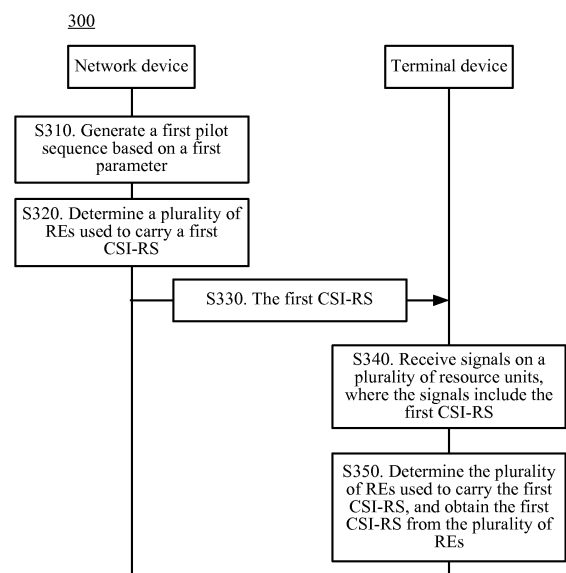 300
Network device
Terminal device
S310. Generate a first pilot
sequence based on a first
parameter
S320. Determine a plurality of
REs used to carry a first
CSI-RS
S330. The first CSI-RS
S340. Receive signals on a
plurality of resource units,
where the signals include the
first CSI-RS
S350. Determine the plurality
of REs used to carry the first
CSI-RS, and obtain the first
CSI-RS from the plurality of
REs